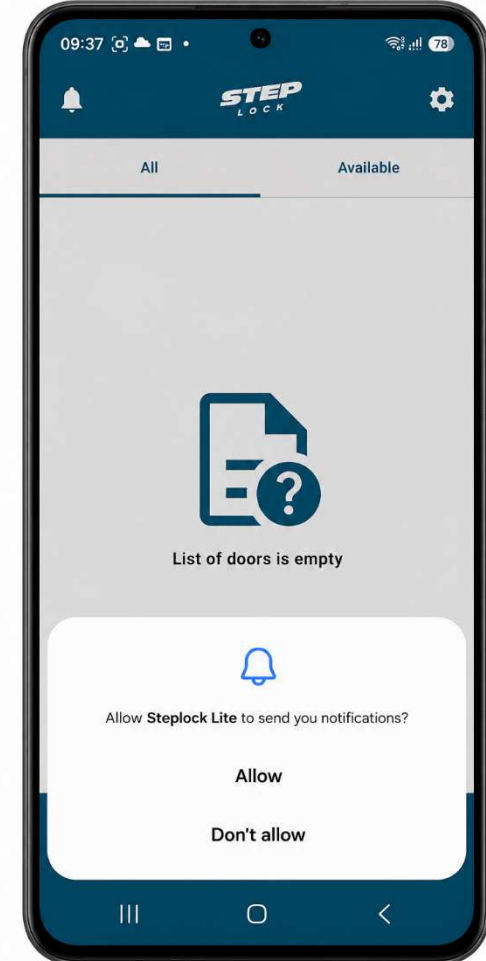 09:37
78
STEP
LOCK
All
Available
?
List of doors is empty
Allow Steplock Lite to send you notifications?
Allow
Don't allow